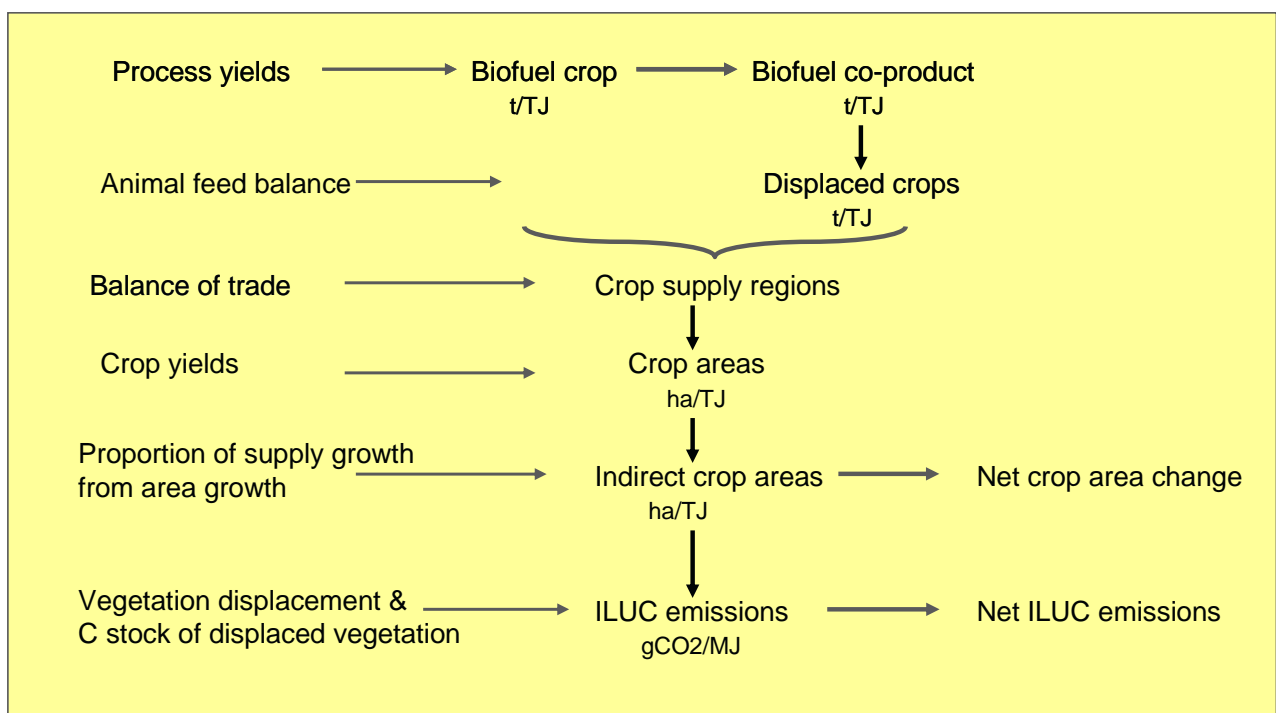 Process yields
Biofuel crop
Biofuel co-product
t/TJ
t/TJ
Animal feed balance
Displaced crops
t/TJ
Balance of trade
Crop supply regions
Crop yields
Crop areas
ha/TJ
Proportion of supply growth
from area growth
Indirect crop areas
Net crop area change
ha/TJ
Vegetation displacement &
C stock of displaced vegetation
ILUC emissions
Net ILUC emissions
gCO2/MJ